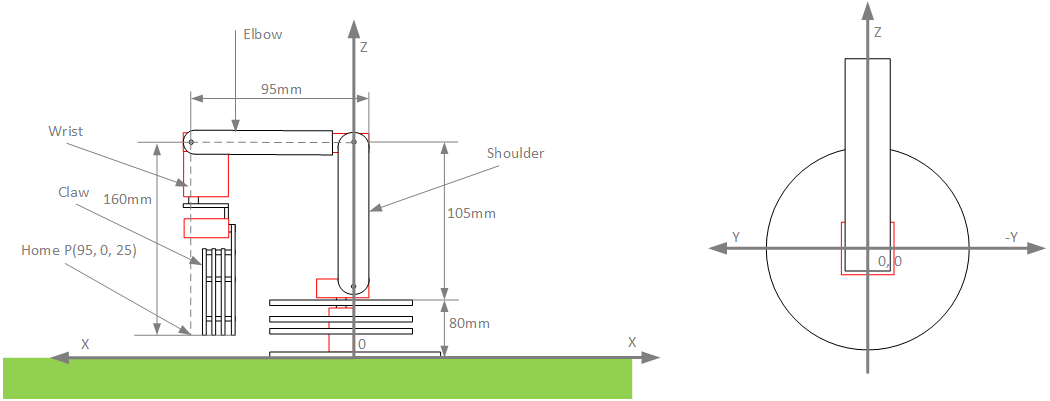 Elbow
Z
95mm
Wrist
Shoulder
Claw
160mm
105mm
Home P(95, 0, 25)
80mm
X
0
X
Z
Y
-Y
0, 0